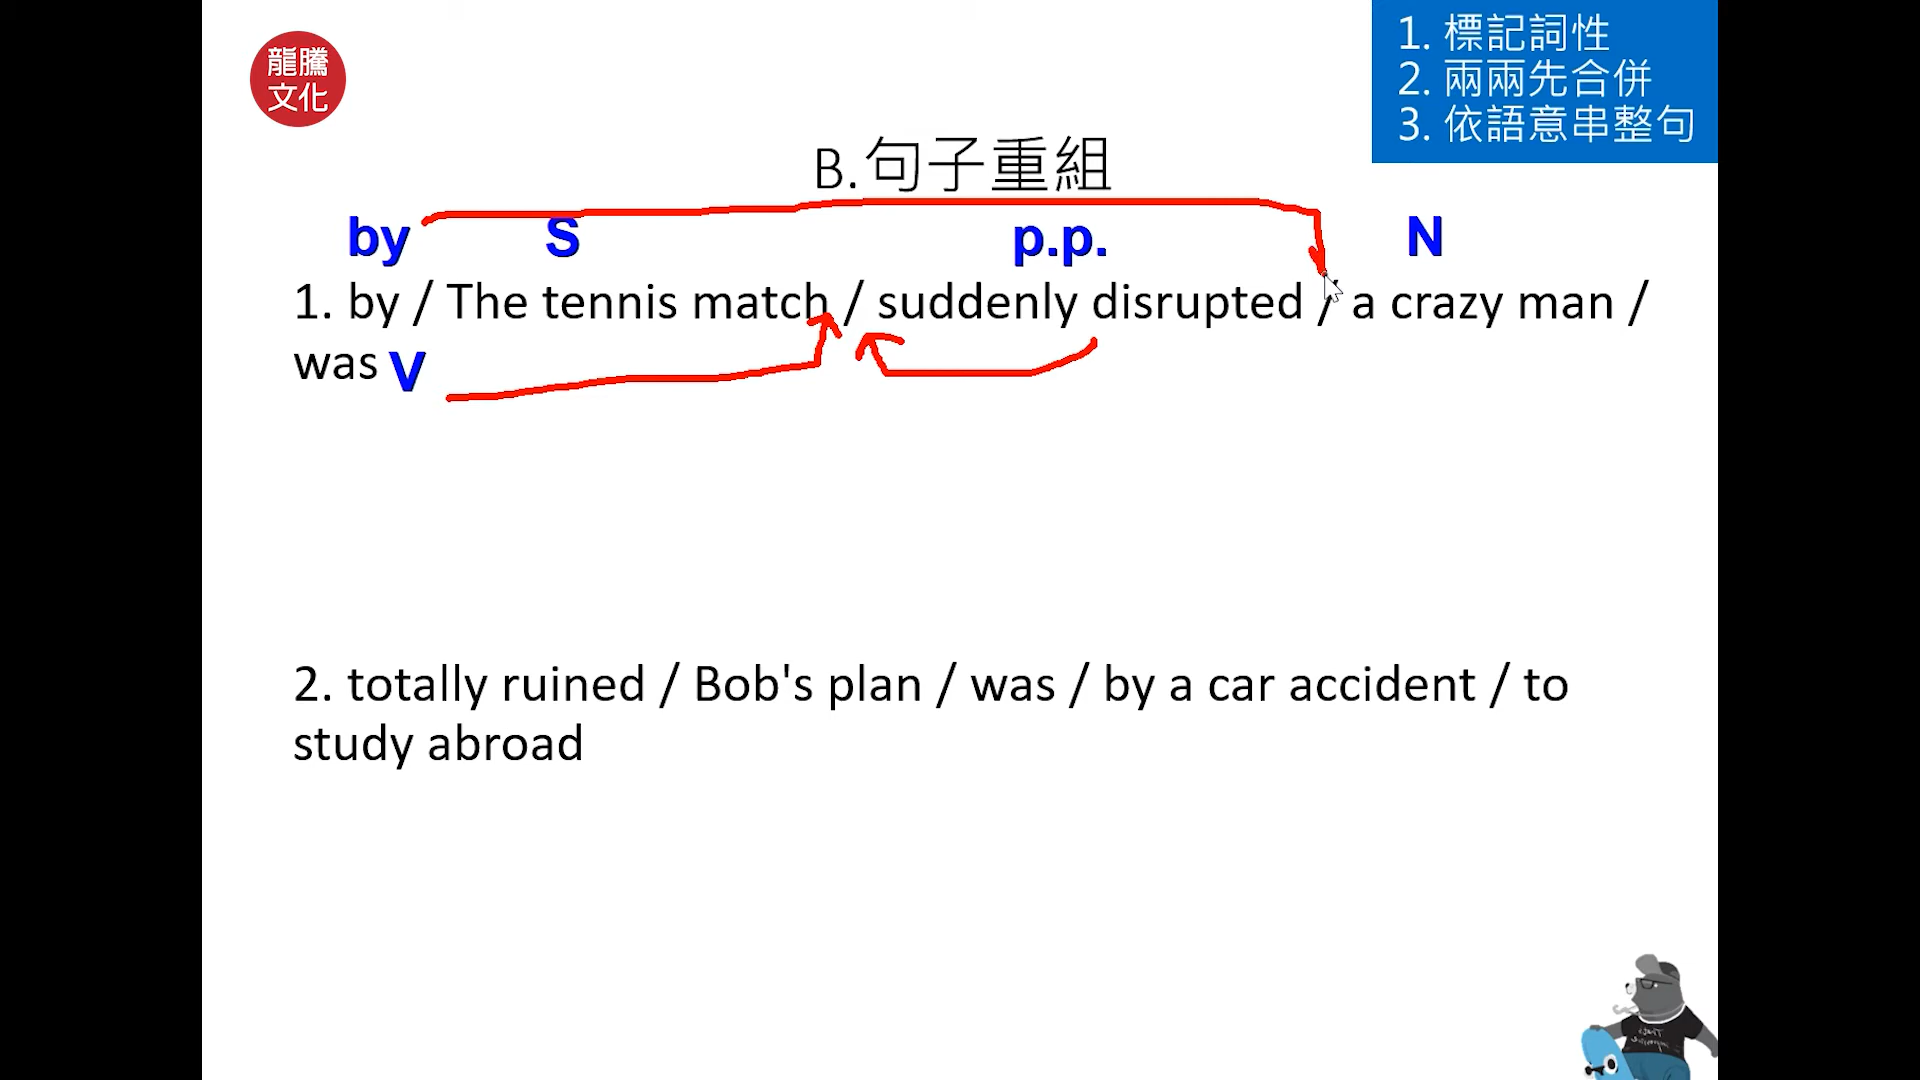 龍騰
文化
1. 標記詞性
2. 兩兩先合併
3. 依語意串整句
B.句子重組
by S p.p. N
1. by / The tennis match / suddenly disrupted / a crazy man /
was V
2. totally ruined / Bob's plan / was / by a car accident / to
study abroad